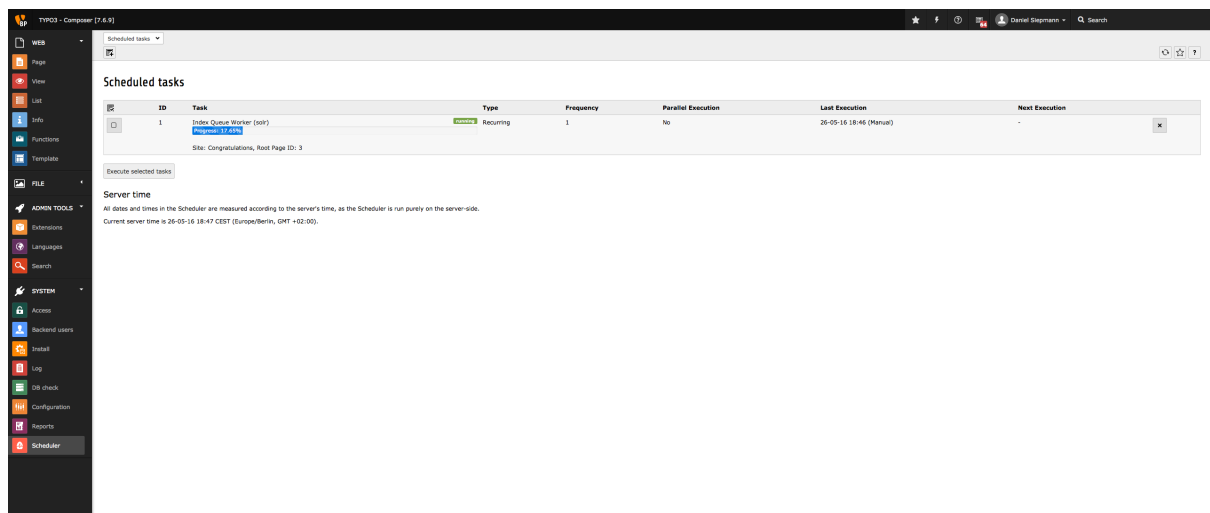 TYPO3 - Composer [7.6.9]
64
Daniel Siepmann
Search
WEB
Page
View
List
Info
Functions
Template
FILE
ADMIN TOOLS
Extensions
Languages
Search
SYSTEM
Access
Backend users
Install
Log
DB check
Configuration
Reports
Scheduler
Scheduled tasks
?
Scheduled tasks
ID Task Type Frequency Parallel Execution Last Execution Next Execution
1 Index Queue Worker (solr) running Recurring 1 No 26-05-16 18:46 (Manual) -
Progress: 17.65%
Site: Congratulations, Root Page ID: 3
Execute selected tasks
Server time
All dates and times in the Scheduler are measured according to the server's time, as the Scheduler is run purely on the server-side.
Current server time is 26-05-16 18:47 CEST (Europe/Berlin, GMT +02:00).